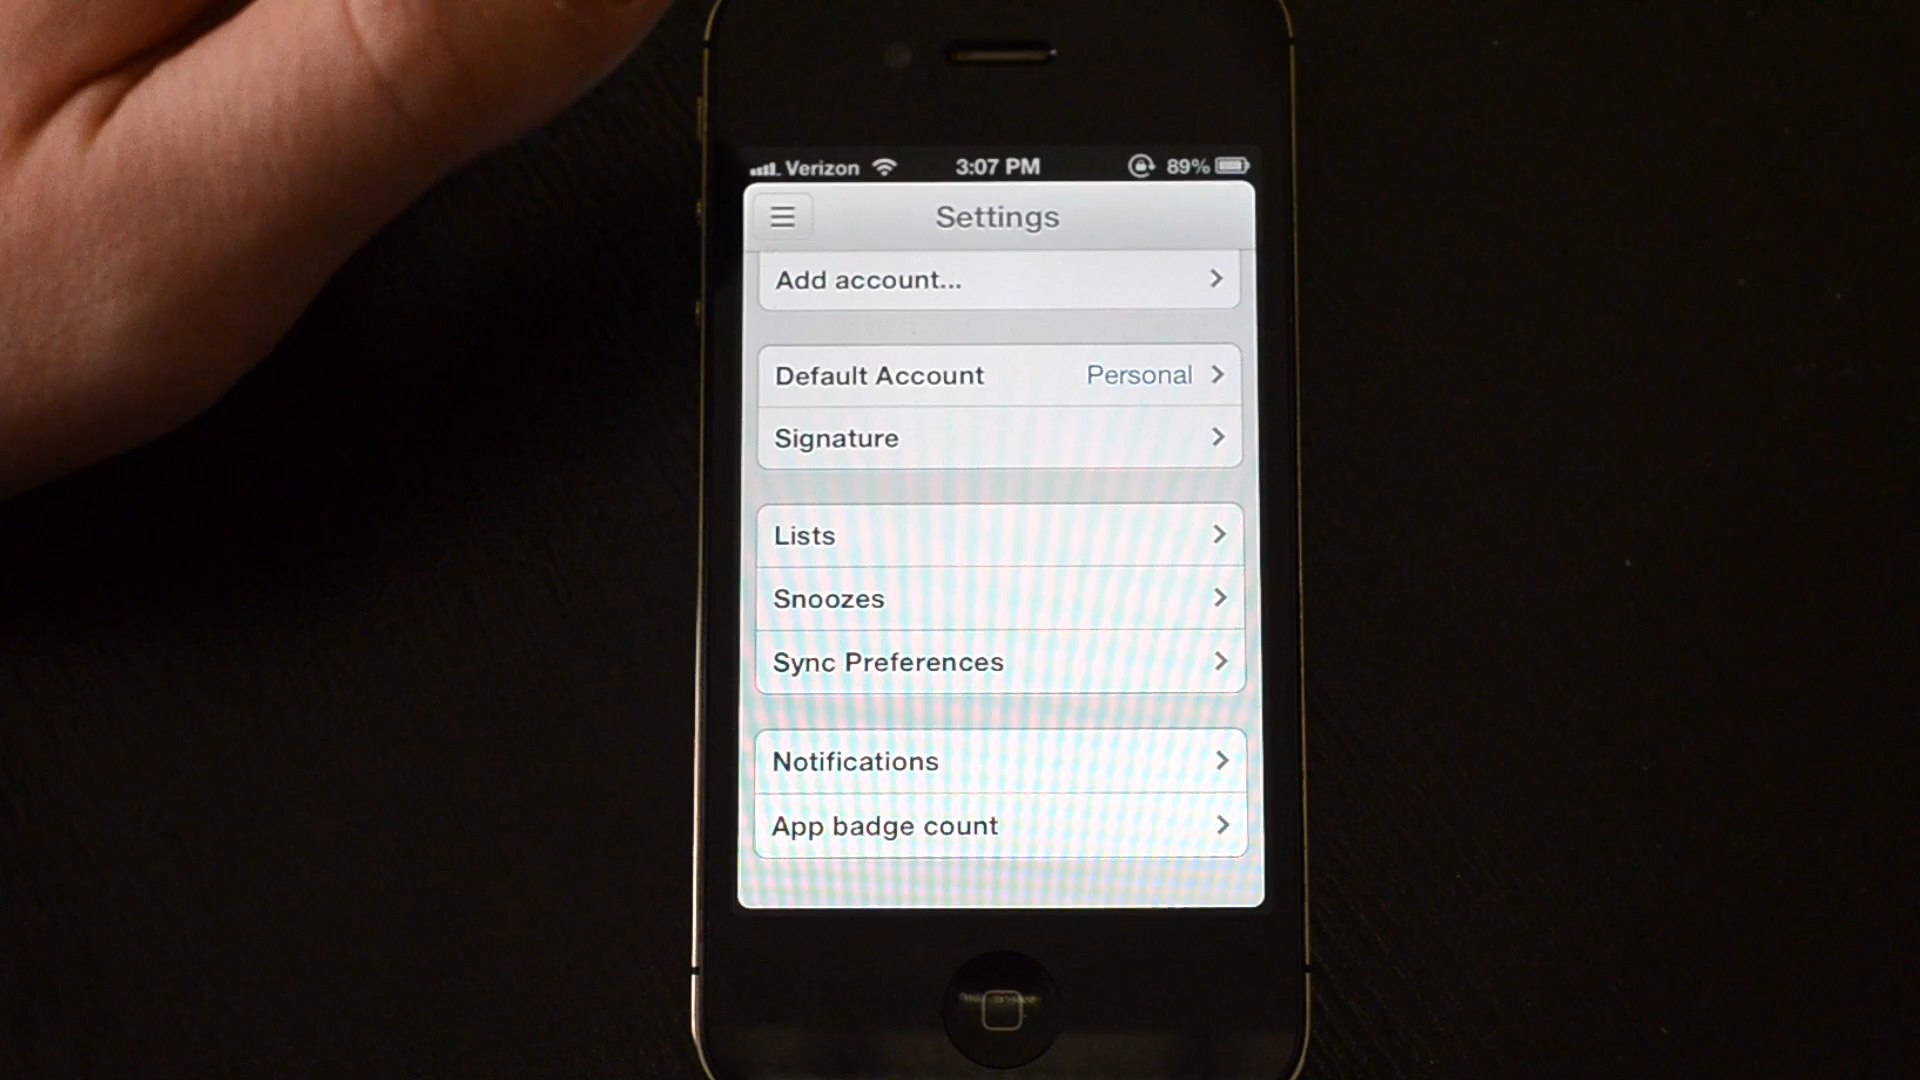 Verizon 3:07 PM 89%
Settings
Add account...
Default Account Personal
Signature
Lists
Snoozes
Sync Preferences
Notifications
App badge count